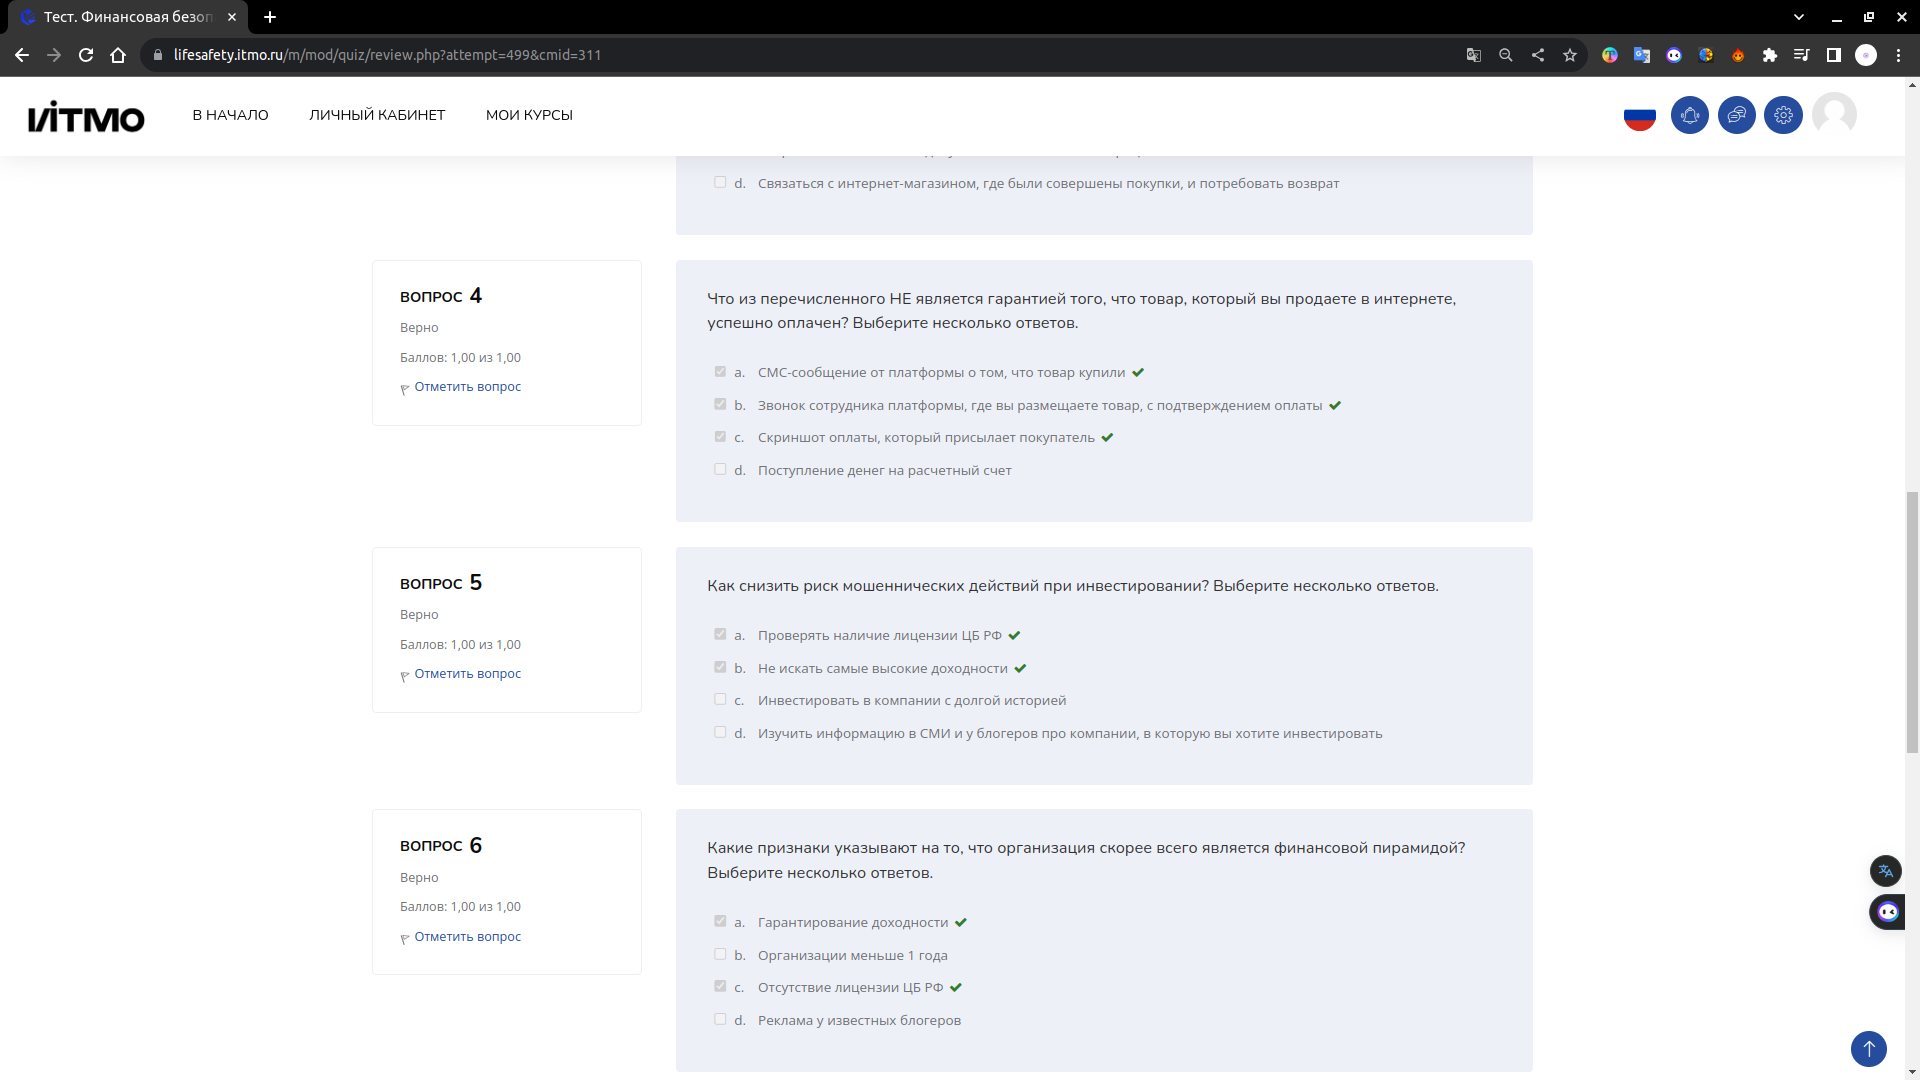 Тест. Финансовая безоп
lifesafety.itmo.ru/m/mod/quiz/review.php?attempt=499&cmid=311
ИТМО
В НАЧАЛО
ЛИЧНЫЙ КАБИНЕТ
МОИ КУРСЫ
d. Связаться с интернет-магазином, где были совершены покупки, и потребовать возврат
ВОПРОС 4
Верно
Баллов: 1,00 из 1,00
Отметить вопрос
Что из перечисленного НЕ является гарантией того, что товар, который вы продаете в интернете,
успешно оплачен? Выберите несколько ответов.
a. СМС-сообщение от платформы о том, что товар купили
b. Звонок сотрудника платформы, где вы размещаете товар, с подтверждением оплаты
c. Скриншот оплаты, который присылает покупатель
d. Поступление денег на расчетный счет
ВОПРОС 5
Верно
Баллов: 1,00 из 1,00
Отметить вопрос
Как снизить риск мошеннических действий при инвестировании? Выберите несколько ответов.
a. Проверять наличие лицензии ЦБ РФ
b. Не искать самые высокие доходности
c. Инвестировать в компании с долгой историей
d. Изучить информацию в СМИ и у блогеров про компании, в которую вы хотите инвестировать
ВОПРОС 6
Верно
Баллов: 1,00 из 1,00
Отметить вопрос
Какие признаки указывают на то, что организация скорее всего является финансовой пирамидой?
Выберите несколько ответов.
a. Гарантирование доходности
b. Организации меньше 1 года
c. Отсутствие лицензии ЦБ РФ
d. Реклама у известных блогеров